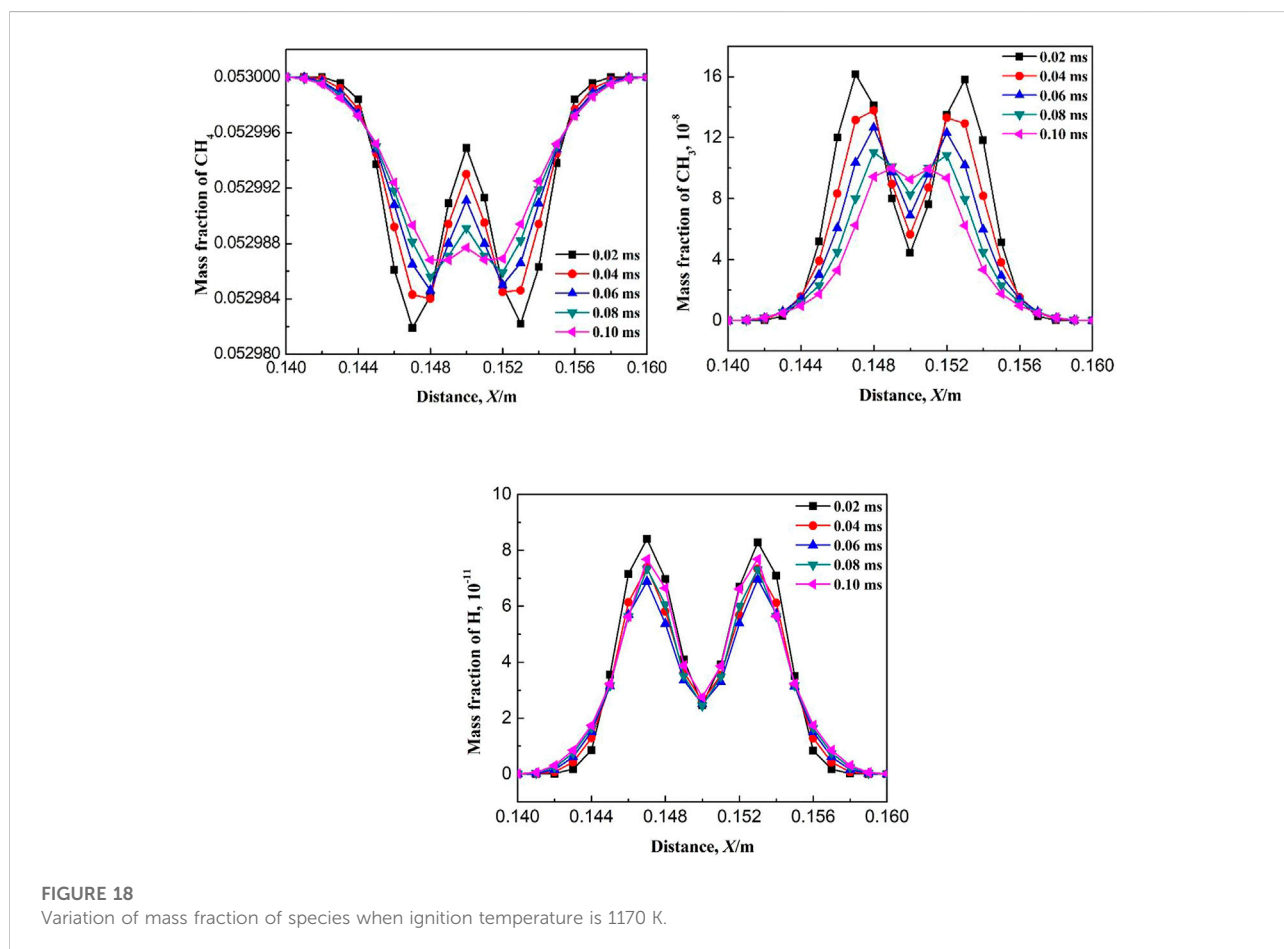 0.053000
0.052996
0.052992
0.052988
0.052984
0.052980
Mass fraction of CH4
0.02 ms
0.04 ms
0.06 ms
0.08 ms
0.10 ms
0.140 0.144 0.148 0.152 0.156 0.160
Distance, X/m
16
12
8
4
0
Mass fraction of CH3, 10-8
0.02 ms
0.04 ms
0.06 ms
0.08 ms
0.10 ms
0.140 0.144 0.148 0.152 0.156 0.160
Distance, X/m
10
8
6
4
2
0
Mass fraction of H, 10-11
0.02 ms
0.04 ms
0.06 ms
0.08 ms
0.10 ms
0.140 0.144 0.148 0.152 0.156 0.160
Distance, X/m
FIGURE 18
Variation of mass fraction of species when ignition temperature is 1170 K.